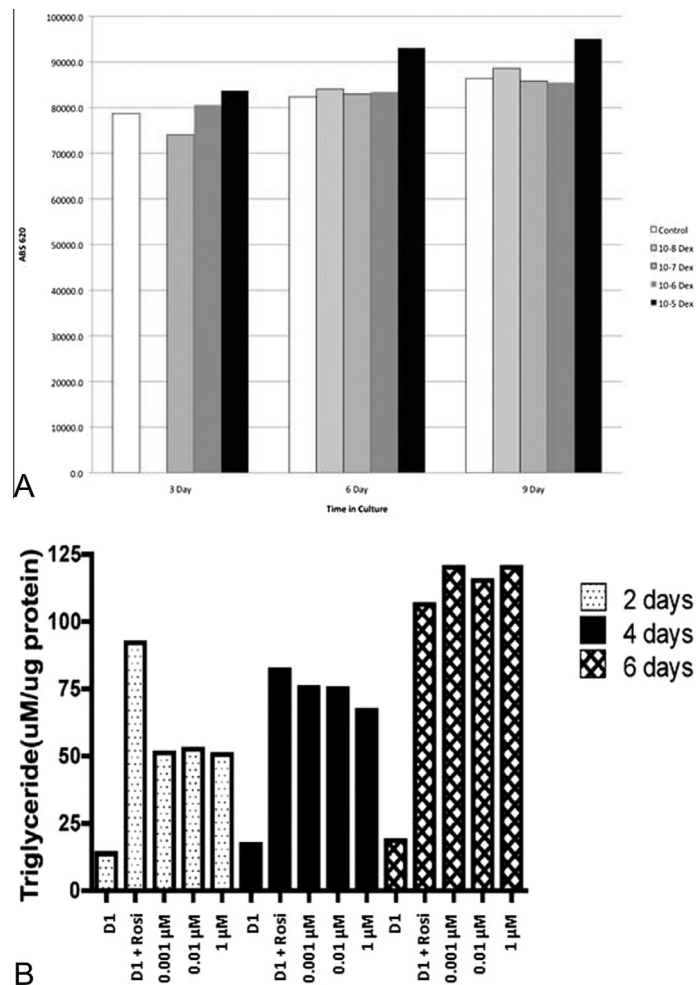 100000.0
90000.0
80000.0
70000.0
60000.0
50000.0
40000.0
30000.0
20000.0
10000.0
0.0
ABS 620
3 Day
6 Day
9 Day
Time in Culture
Control
10-8 Dex
10-7 Dex
10-6 Dex
10-5 Dex
A
125
100
75
50
25
0
Triglyceride(uM/ug protein)
D1
D1 + Rosi
0.001 µM
0.01 µM
1 µM
D1
D1 + Rosi
0.001 µM
0.01 µM
1 µM
D1
D1 + Rosi
0.001 µM
0.01 µM
1 µM
2 days
4 days
6 days
B